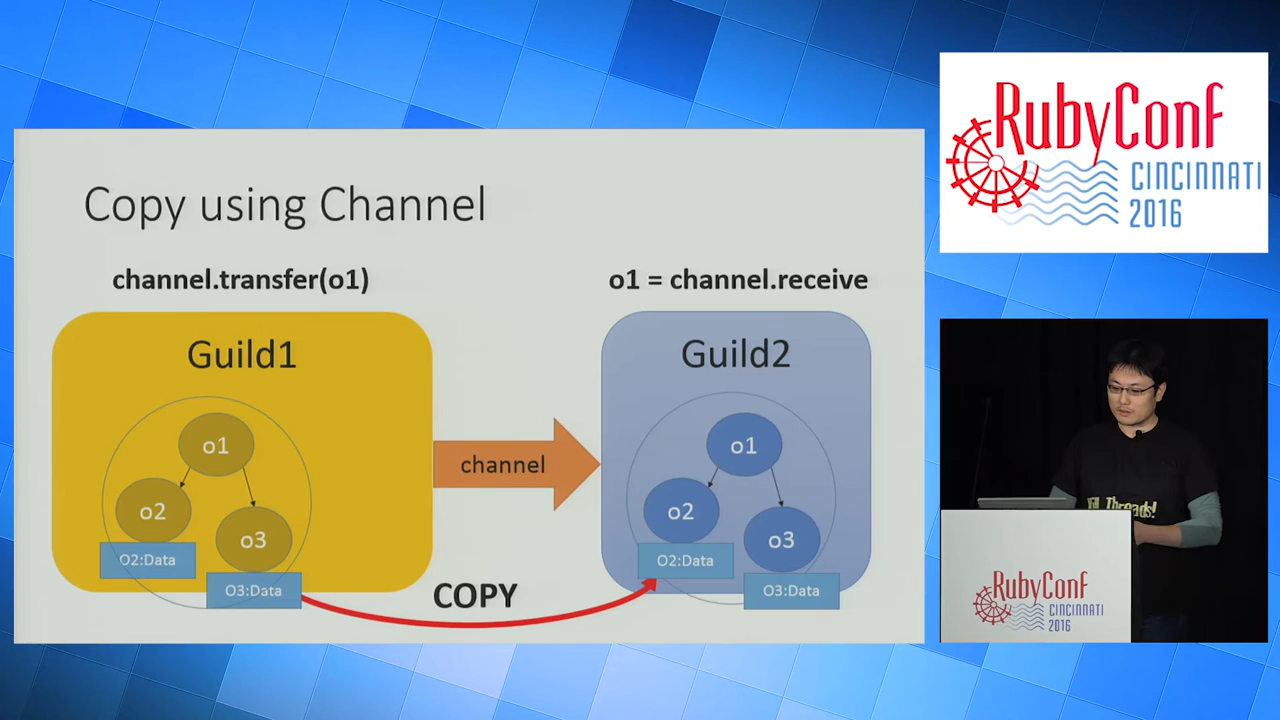 Copy using Channel
channel.transfer(o1)
o1 = channel.receive
Guild1
Guild2
o1
o2
o3
O2:Data
O3:Data
channel
COPY
o1
o2
o3
O2:Data
O3:Data
RubyConf
CINCINNATI
2016
Threads!
RubyConf
CINCINNATI
2016